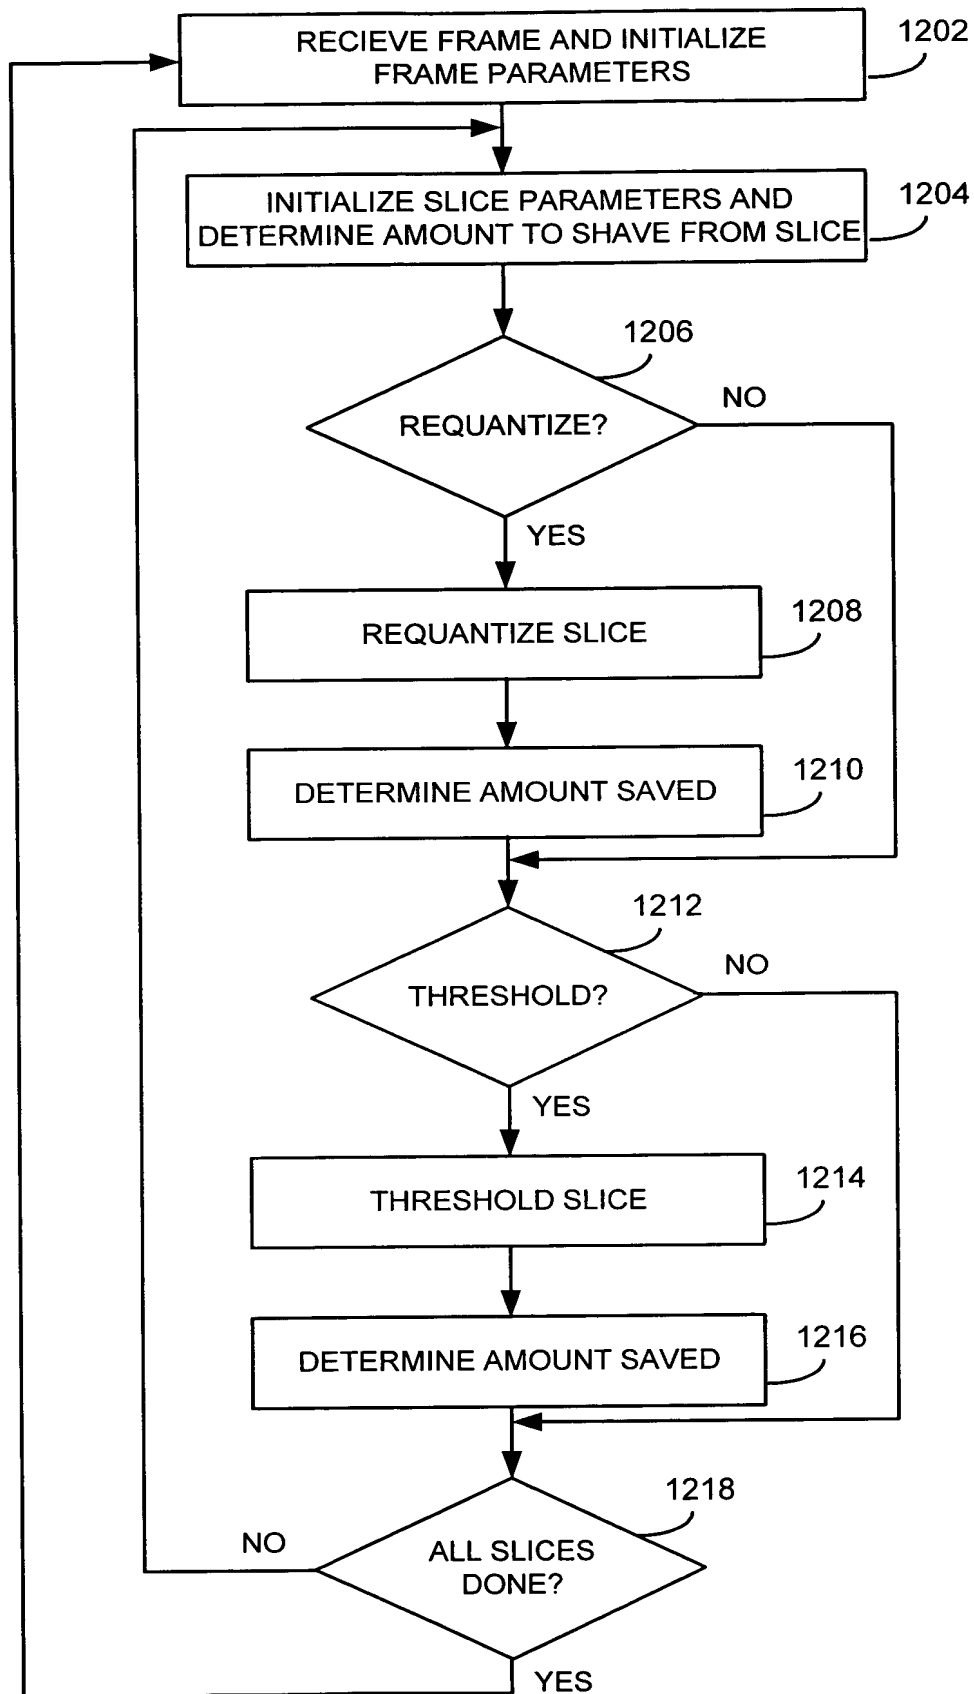 RECIEVE FRAME AND INITIALIZE
FRAME PARAMETERS
1202
INITIALIZE SLICE PARAMETERS AND
DETERMINE AMOUNT TO SHAVE FROM SLICE
1204
1206
REQUANTIZE?
NO
YES
REQUANTIZE SLICE
1208
DETERMINE AMOUNT SAVED
1210
1212
THRESHOLD?
NO
YES
THRESHOLD SLICE
1214
DETERMINE AMOUNT SAVED
1216
1218
ALL SLICES
DONE?
NO
YES